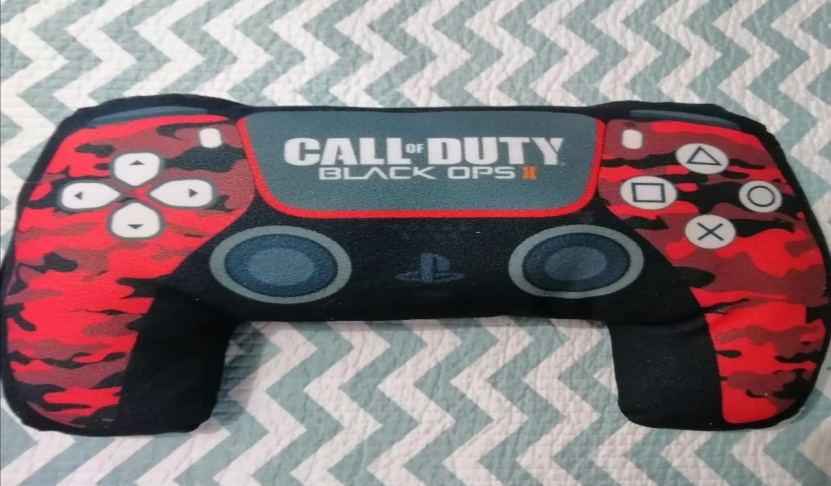 CALL OF DUTY
BLACK OPS II